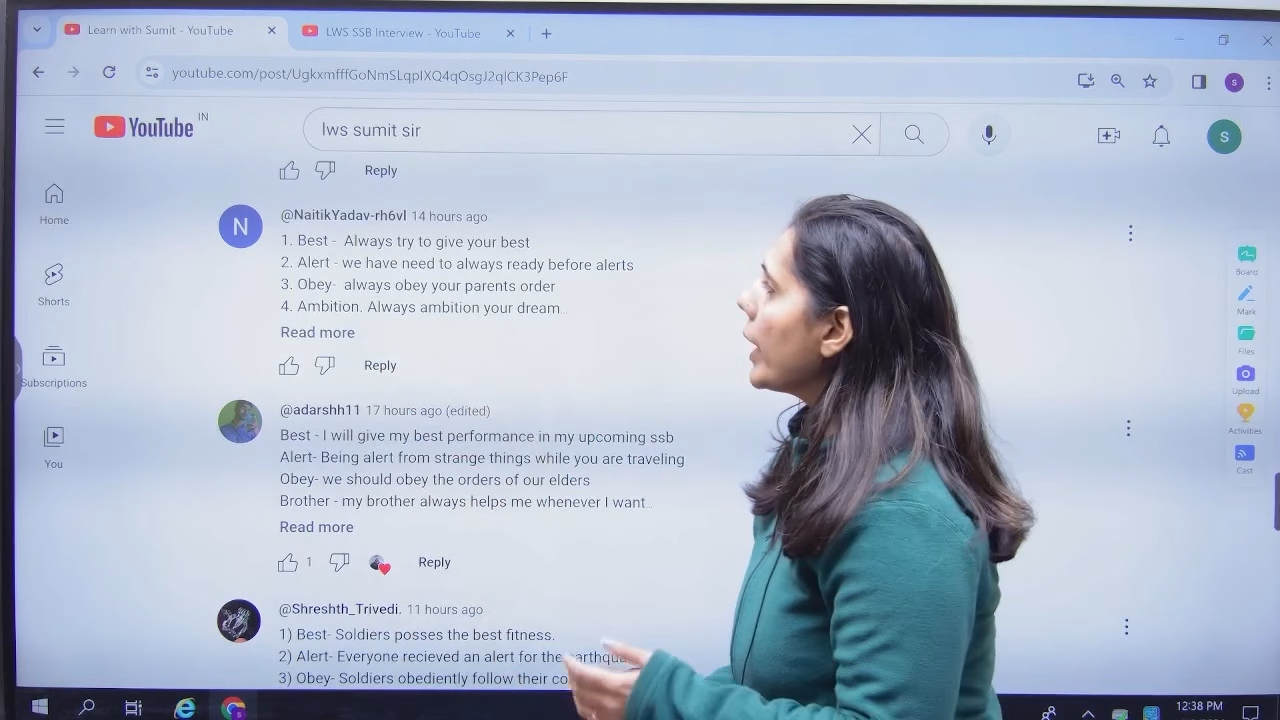 Learn with Sumit - YouTube
LWS SSB Interview - YouTube
youtube.com/post/UgkxmfffGoNmSLqpIXQ4qOsgJ2qlCK3Pep6F
YouTube IN
lws sumit sir
S
S
Reply
Home
Shorts
Subscriptions
You
N
@NaitikYadav-rh6vl 14 hours ago
1. Best - Always try to give your best
2. Alert - we have need to always ready before alerts
3. Obey- always obey your parents order
4. Ambition. Always ambition your dream...
Read more
Reply
@adarshh11 17 hours ago (edited)
Best - I will give my best performance in my upcoming ssb
Alert- Being alert from strange things while you are traveling
Obey- we should obey the orders of our elders
Brother - my brother always helps me whenever I want...
Read more
1 Reply
@Shreshth_Trivedi. 11 hours ago
1) Best- Soldiers posses the best fitness.
2) Alert- Everyone recieved an alert for the
3) Obey- Soldiers obediently follow their
Board
Mark
Files
Upload
Activities
Cast
12:38 PM